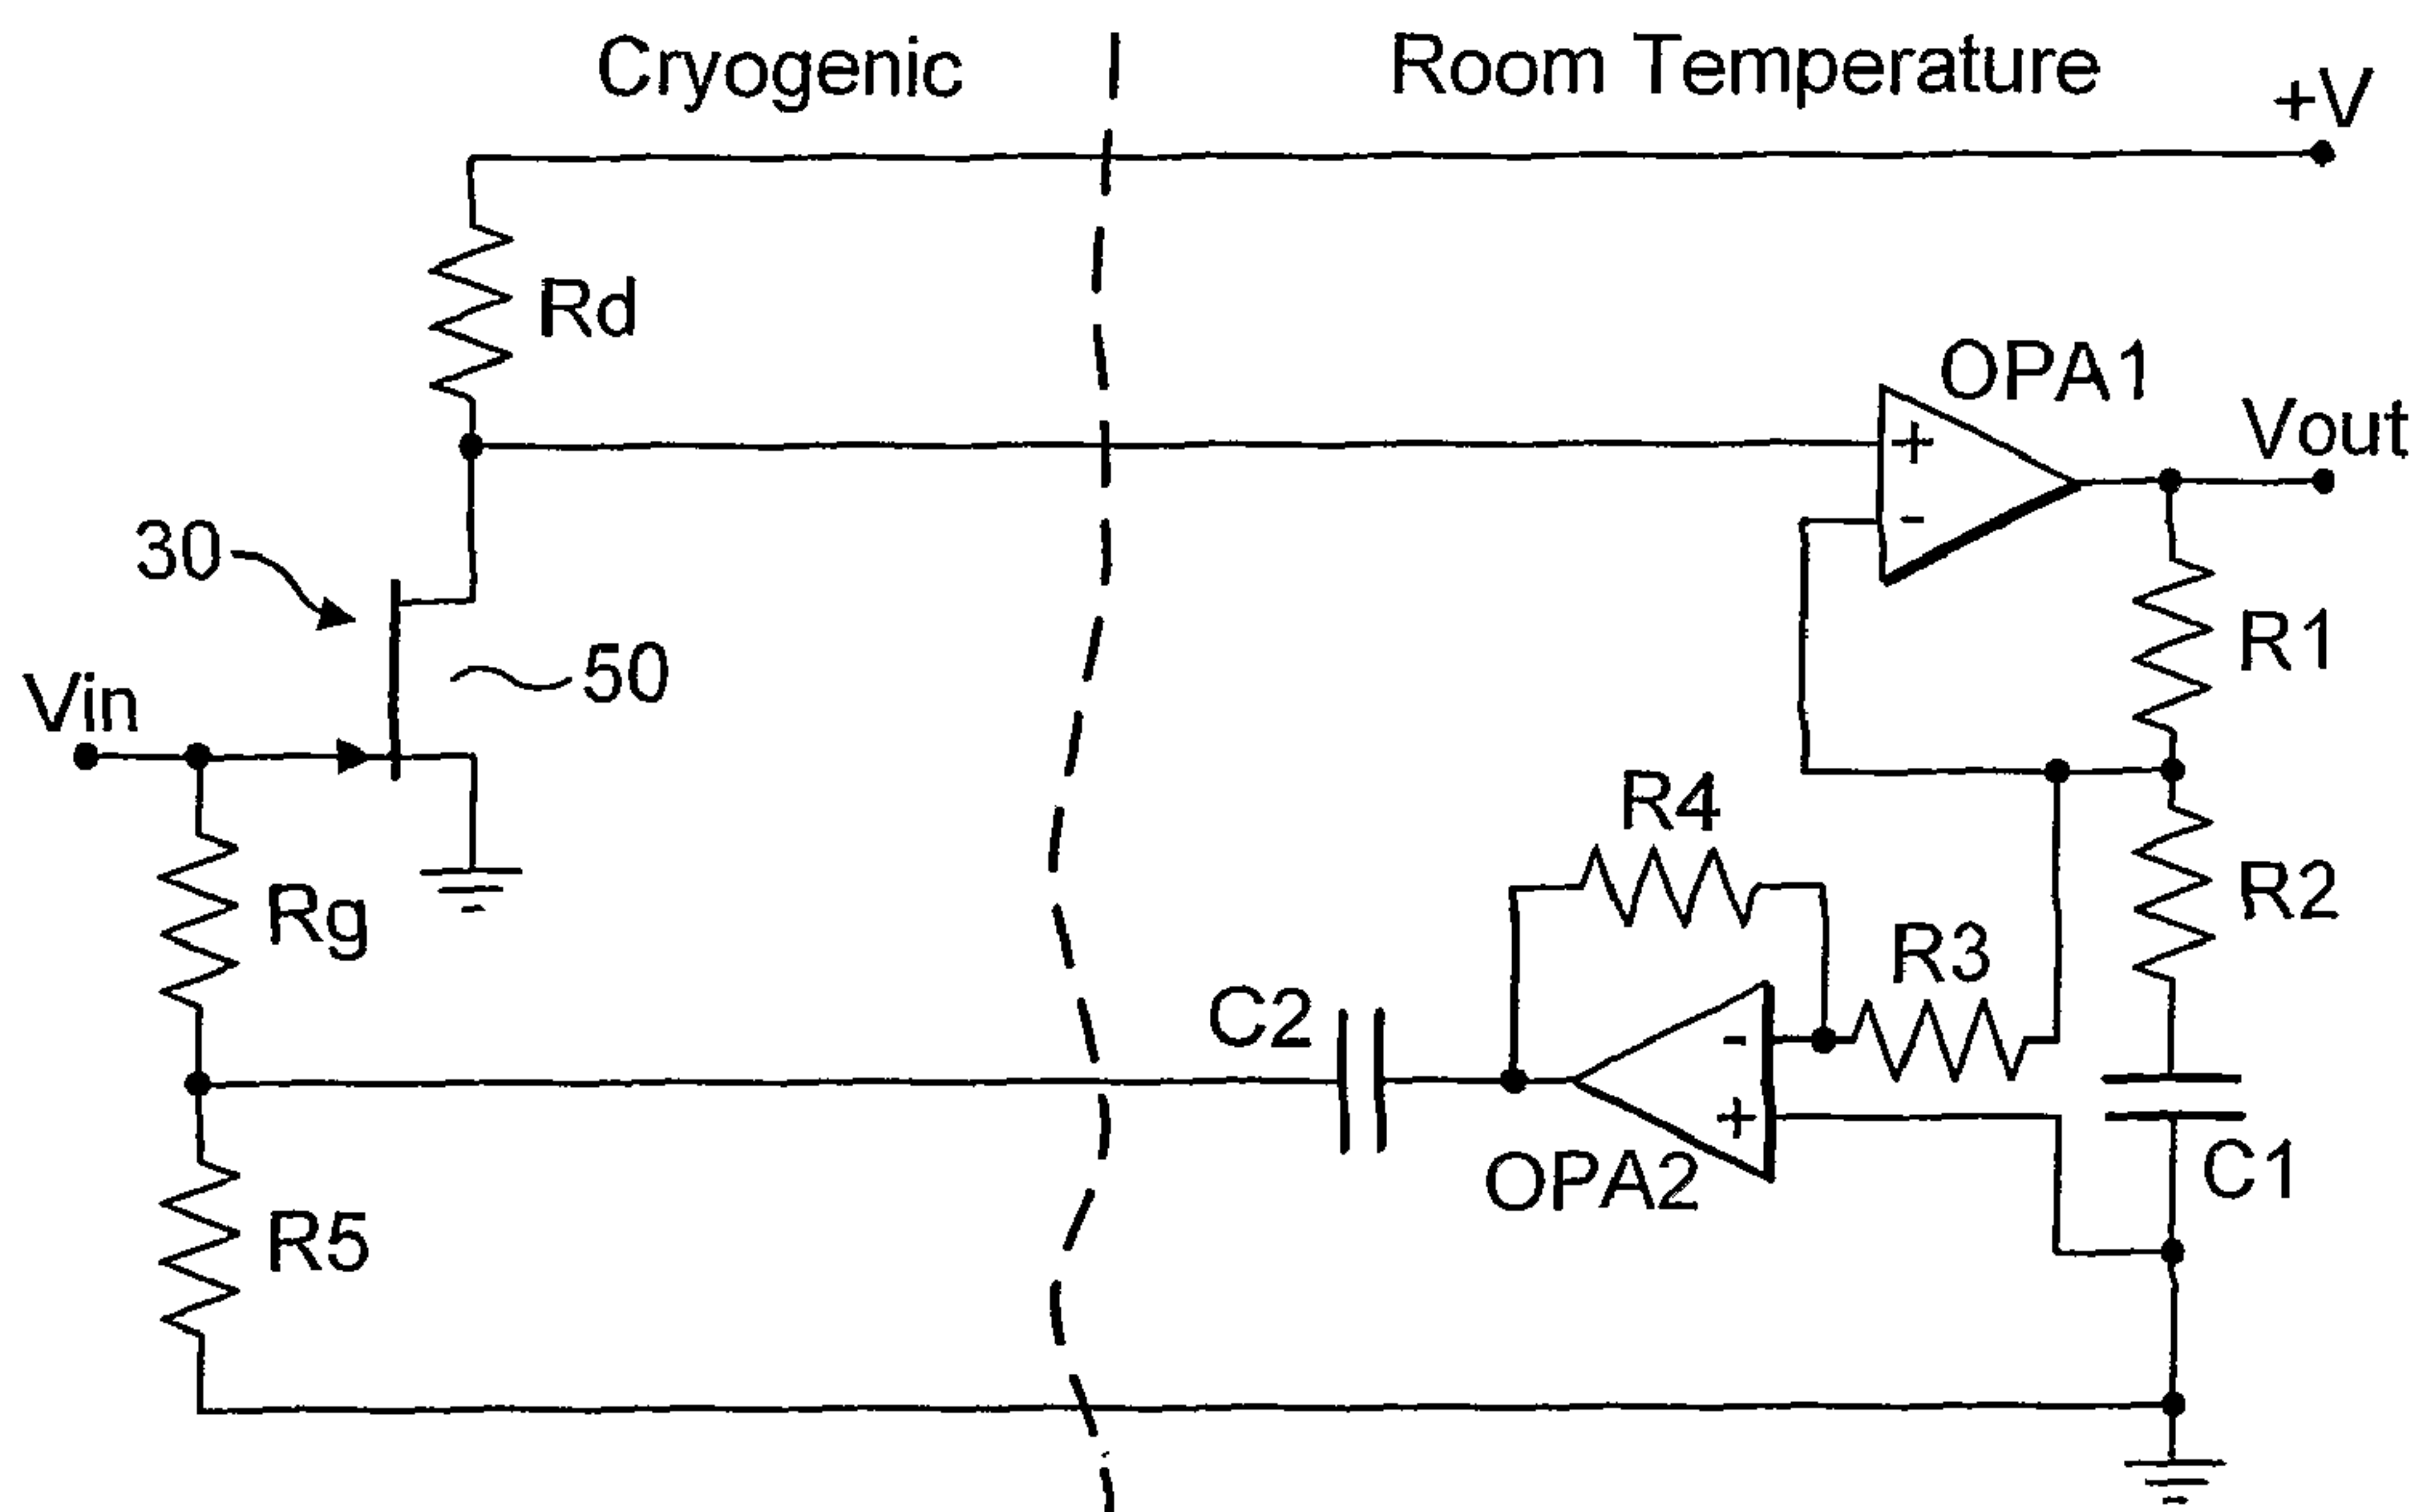 Cryogenic
Room Temperature
+V
Rd
OPA1
Vout
+
-
30
50
R1
Vin
R4
R2
Rg
R3
C2
-
+
OPA2
C1
R5